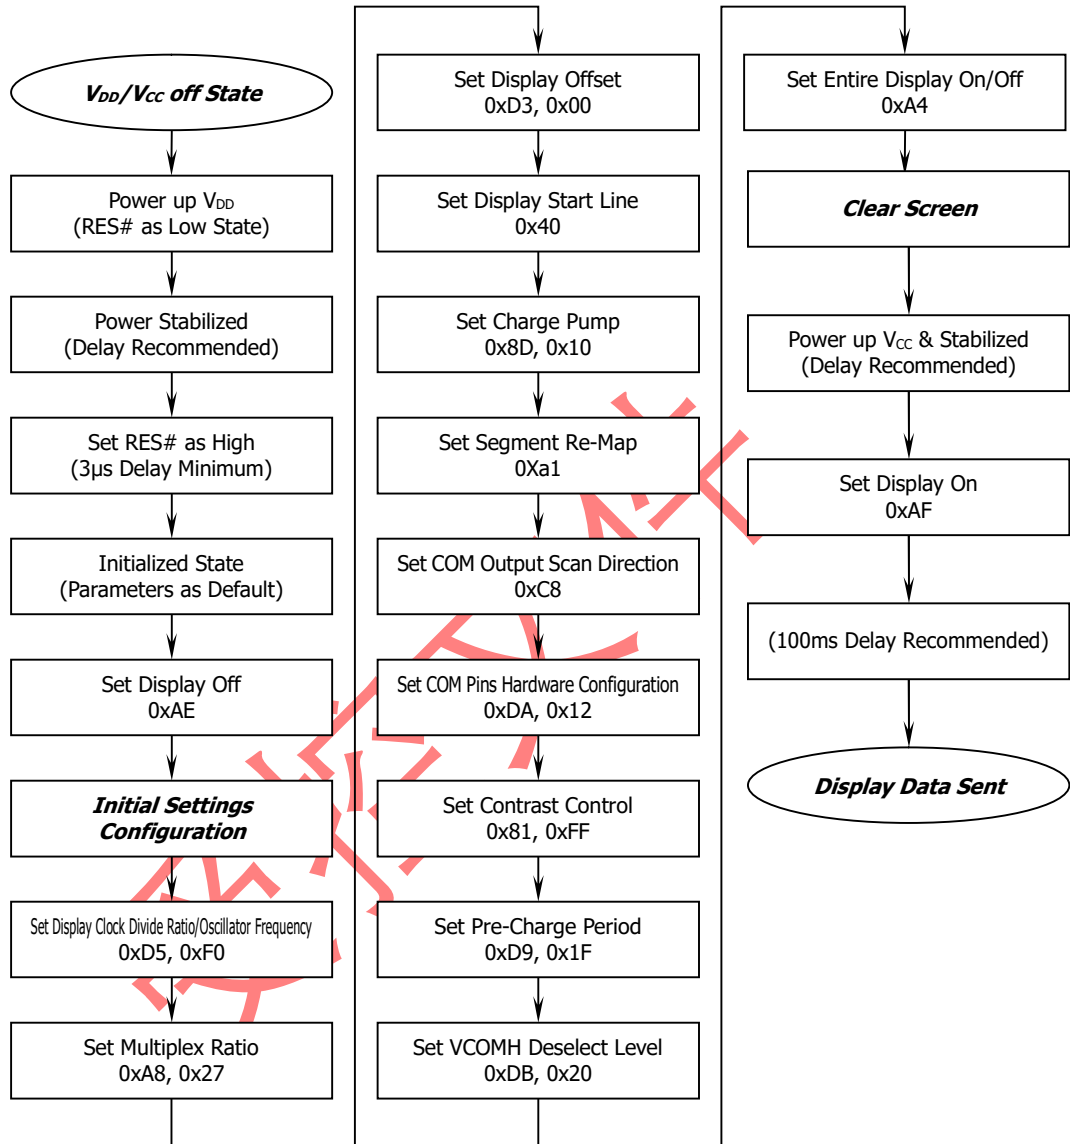 VDD/VCC off State
Power up VDD
(RES# as Low State)
Power Stabilized
(Delay Recommended)
Set RES# as High
(3μs Delay Minimum)
Initialized State
(Parameters as Default)
Set Display Off
0xAE
Initial Settings
Configuration
Set Display Clock Divide Ratio/Oscillator Frequency
0xD5, 0xF0
Set Multiplex Ratio
0xA8, 0x27
Set Display Offset
0xD3, 0x00
Set Display Start Line
0x40
Set Charge Pump
0x8D, 0x10
Set Segment Re-Map
0Xa1
Set COM Output Scan Direction
0xC8
Set COM Pins Hardware Configuration
0xDA, 0x12
Set Contrast Control
0x81, 0xFF
Set Pre-Charge Period
0xD9, 0x1F
Set VCOMH Deselect Level
0xDB, 0x20
Set Entire Display On/Off
0xA4
Clear Screen
Power up VCC & Stabilized
(Delay Recommended)
Set Display On
0xAF
(100ms Delay Recommended)
Display Data Sent